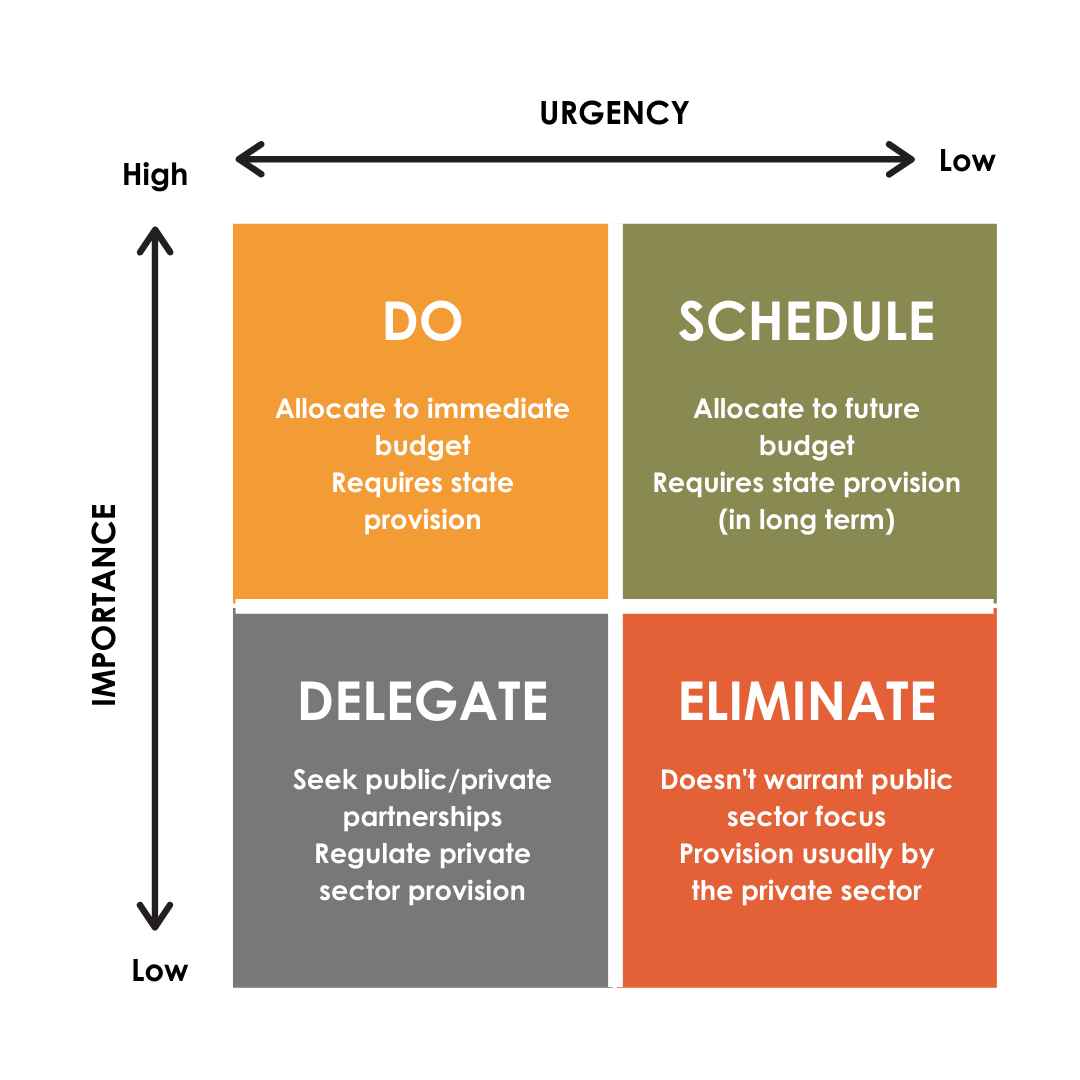 URGENCY
High
Low
DO
Allocate to immediate
budget
Requires state
provision
SCHEDULE
Allocate to future
budget
Requires state provision
(in long term)
IMPORTANCE
DELEGATE
Seek public/private
partnerships
Regulate private
sector provision
ELIMINATE
Doesn't warrant public
sector focus
Provision usually by
the private sector
Low